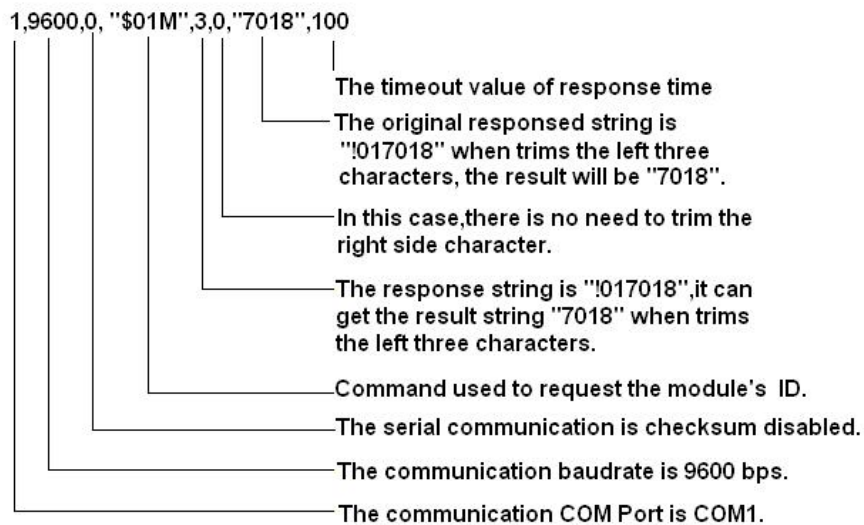 1,9600,0, "$01M",3,0,"7018",100
The timeout value of response time
The original responsed string is
"!017018" when trims the left three
characters, the result will be "7018".
In this case,there is no need to trim the
right side character.
The response string is "!017018",it can
get the result string "7018" when trims
the left three characters.
Command used to request the module's ID.
The serial communication is checksum disabled.
The communication baudrate is 9600 bps.
The communication COM Port is COM1.